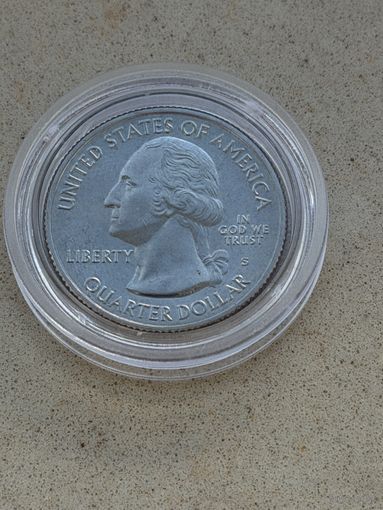 UNITED STATES OF AMERICA
LIBERTY
IN
GOD WE
TRUST
S
QUARTER DOLLAR